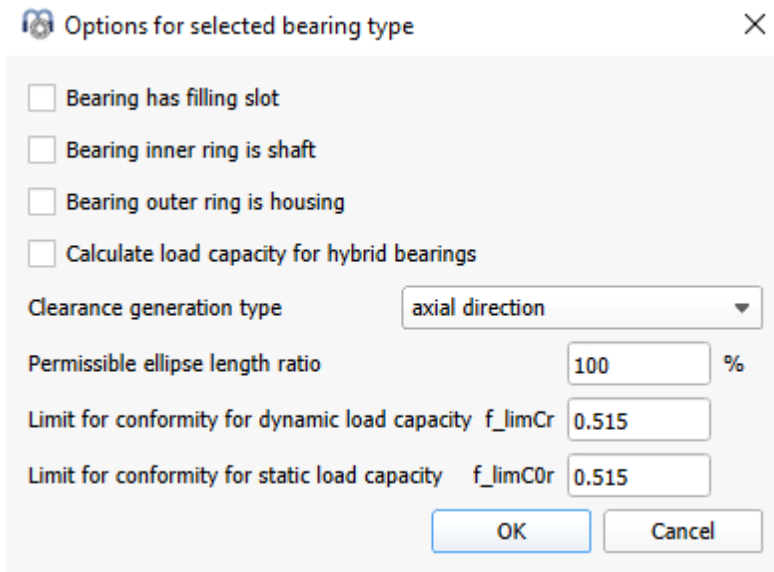 Options for selected bearing type
Bearing has filling slot
Bearing inner ring is shaft
Bearing outer ring is housing
Calculate load capacity for hybrid bearings
Clearance generation type axial direction
Permissible ellipse length ratio 100 %
Limit for conformity for dynamic load capacity f_limCr 0.515
Limit for conformity for static load capacity f_limC0r 0.515
OK Cancel